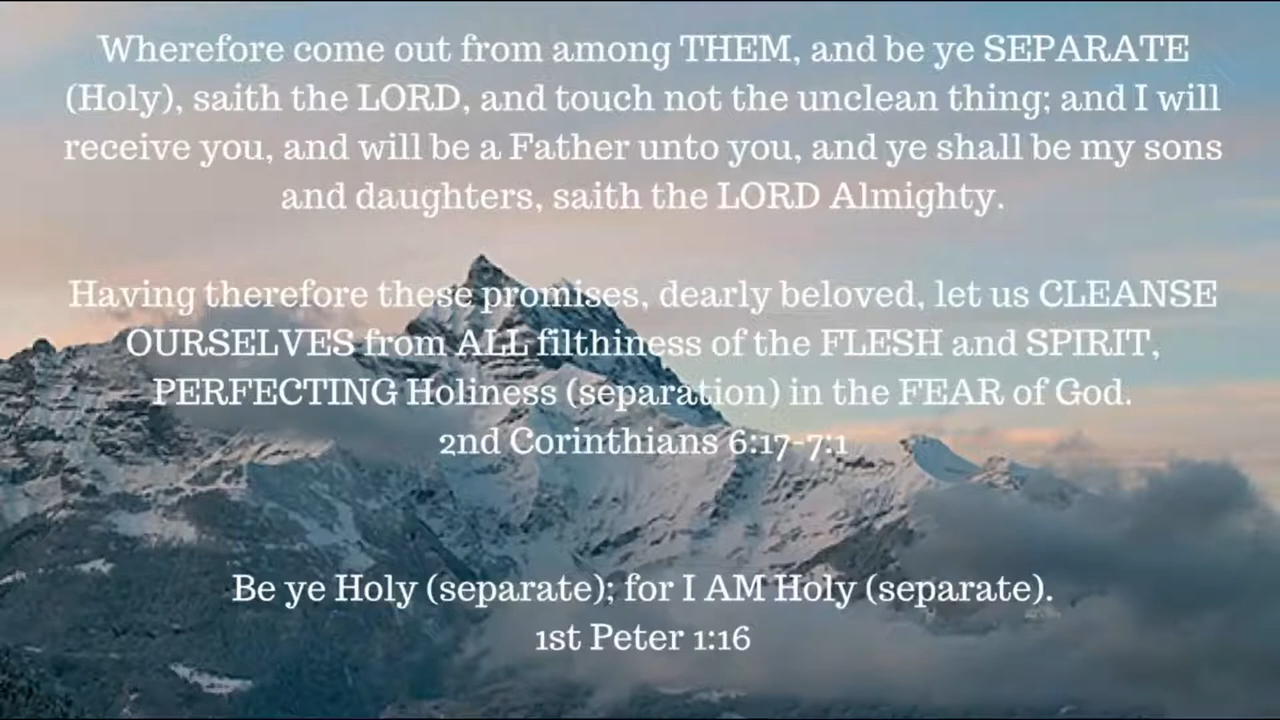 Wherefore come out from among THEM, and be ye SEPARATE
(Holy), saith the LORD, and touch not the unclean thing; and I will
receive you, and will be a Father unto you, and ye shall be my sons
and daughters, saith the LORD Almighty.
Having therefore these promises, dearly beloved, let us CLEANSE
OURSELVES from ALL filthiness of the FLESH and SPIRIT,
PERFECTING Holiness (separation) in the FEAR of God.
2nd Corinthians 6:17-7:1
Be ye Holy (separate); for I AM Holy (separate).
1st Peter 1:16